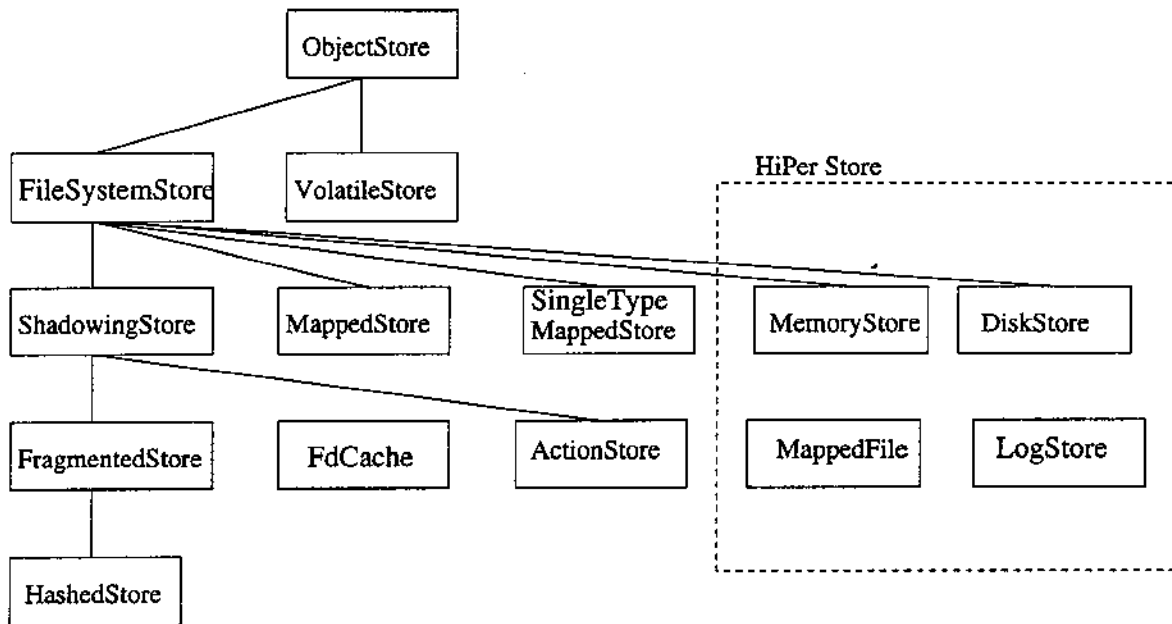 ObjectStore
FileSystemStore
VolatileStore
HiPer Store
ShadowingStore
MappedStore
SingleType
MappedStore
MemoryStore
DiskStore
FragmentedStore
FdCache
ActionStore
MappedFile
LogStore
HashedStore